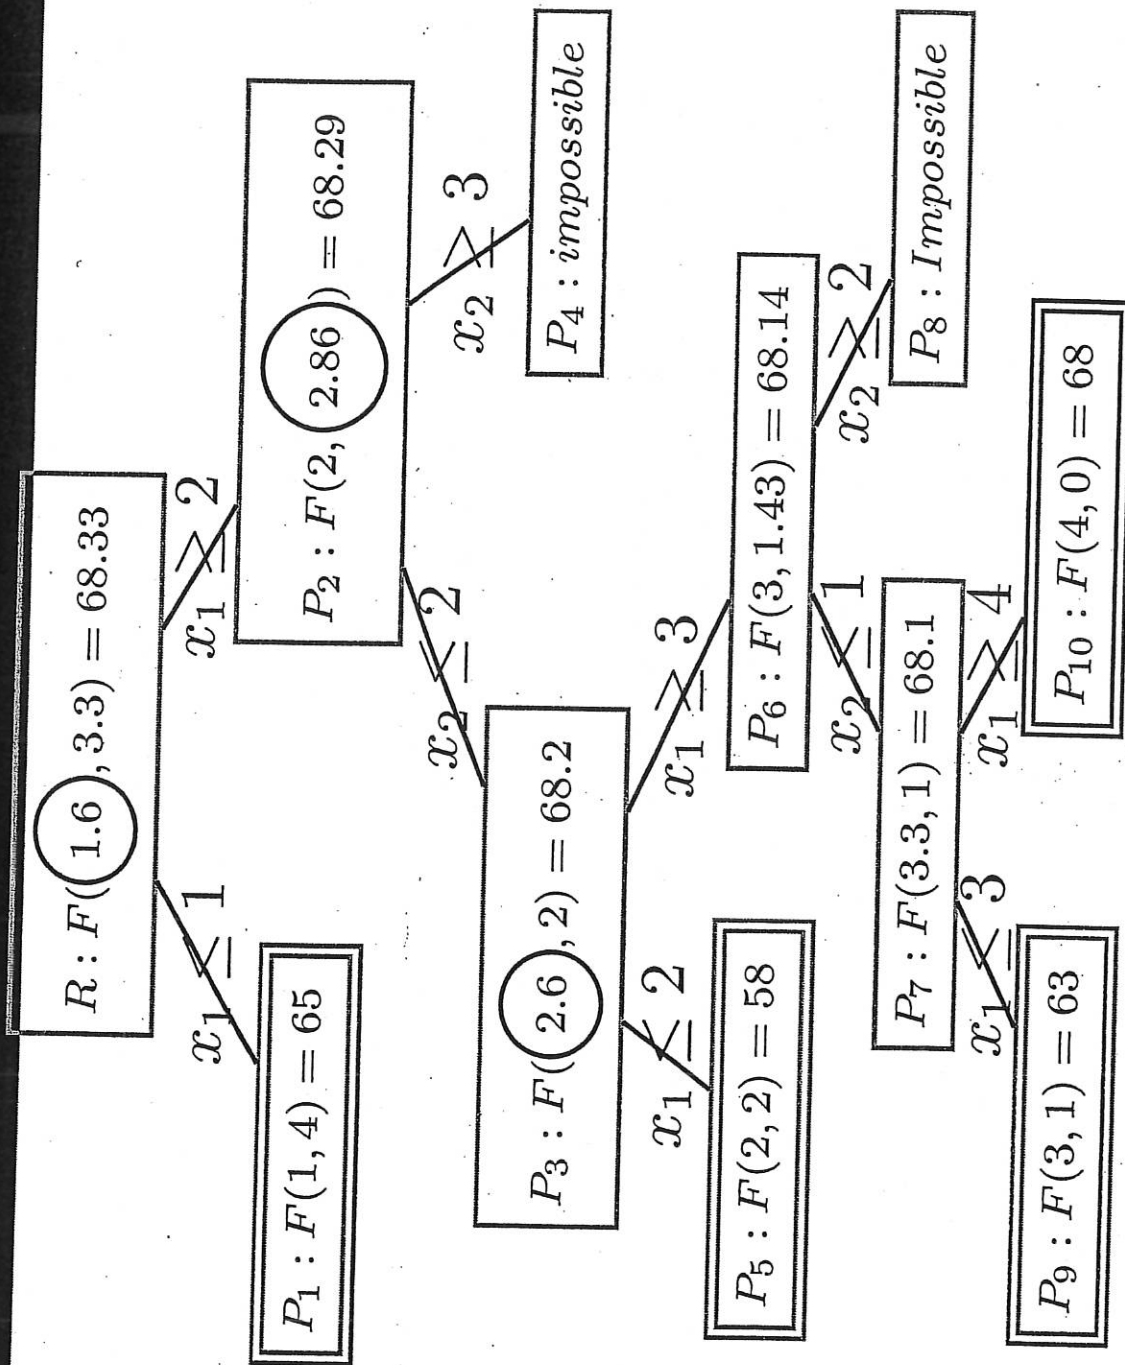 R : F(1.6, 3.3) = 68.33
x₁ ≤ 1
x₁ ≥ 2
P₁ : F(1, 4) = 65
P₂ : F(2, 2.86) = 68.29
x₂ ≤ 2
x₂ ≥ 3
P₃ : F(2.6, 2) = 68.2
P₄ : impossible
x₁ ≤ 2
x₁ ≥ 3
P₅ : F(2, 2) = 58
P₆ : F(3, 1.43) = 68.14
x₂ ≤ 1
x₂ ≥ 2
P₇ : F(3.3, 1) = 68.1
P₈ : Impossible
x₁ ≤ 3
x₁ ≥ 4
P₉ : F(3, 1) = 63
P₁₀ : F(4, 0) = 68